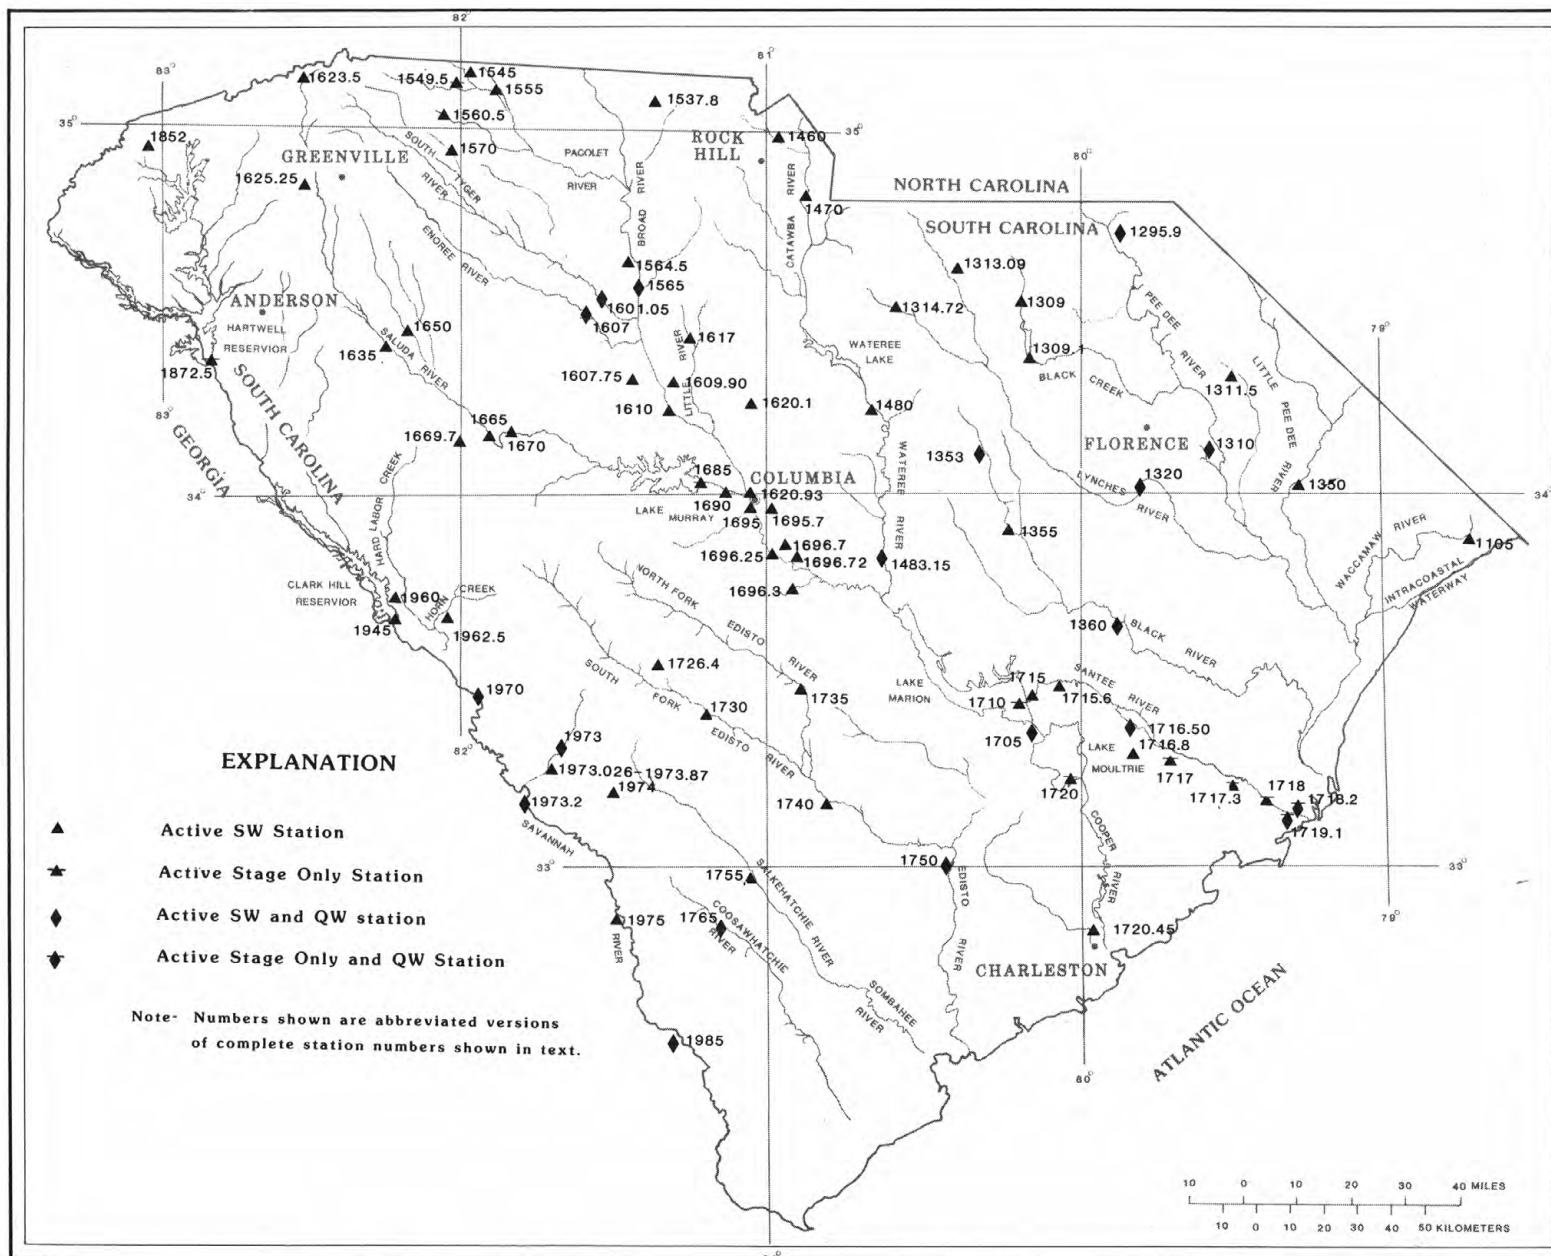 82°
81°
83°
1623.5
1549.5
1545
1555
1537.8
1560.5
35°
35°
1852
SOUTH TYGER RIVER
1570
PACOLET RIVER
ROCK HILL
1460
80°
GREENVILLE
1625.25
BROAD RIVER
CATAWBA RIVER
NORTH CAROLINA
1470
SOUTH CAROLINA
1295.9
ENOREE RIVER
1564.5
1313.09
1565
PEE DEE RIVER
ANDERSON
1601.05
1309
HARTWELL RESERVIOR
1607
1314.72
79°
1650
SALUDA RIVER
1635
LITTLE RIVER
1617
WATEREE LAKE
1309.1
LITTLE PEE DEE RIVER
1872.5
1607.75
1609.90
BLACK CREEK
1311.5
83°
SOUTH CAROLINA
GEORGIA
1610
1620.1
1480
1665
1669.7
1670
FLORENCE
1310
1353
WATEREE RIVER
1320
1350
34°
HARD LABOR CREEK
1685
COLUMBIA
LYNCHES RIVER
34°
1690
1620.93
LAKE MURRAY
1695
1695.7
1355
WACCAMAW RIVER
1105
1696.7
1696.25
1696.72
1483.15
CLARK HILL RESERVIOR
NORTH FORK EDISTO RIVER
1696.3
INTRACOASTAL WATERWAY
1960
HORN CREEK
1945
1962.5
1360
BLACK RIVER
1726.4
SOUTH FORK EDISTO RIVER
LAKE MARION
1715
SANTEE RIVER
1970
1735
1710
1715.6
1730
1716.50
82°
1973
1705
LAKE MOULTRIE
1716.8
EXPLANATION
1973.026-1973.87
1974
1720
1717
1717.3
1718
1718.2
1973.2
1740
1719.1
SAVANNAH RIVER
COOPER RIVER
Active SW Station
33°
1755
SALKEHATCHIE RIVER
1750
EDISTO RIVER
33°
Active Stage Only Station
79°
Active SW and QW station
1975
1765
COOSAWHATCHIE RIVER
1720.45
Active Stage Only and QW Station
CHARLESTON
ATLANTIC OCEAN
SOMBAHEE RIVER
Note- Numbers shown are abbreviated versions
of complete station numbers shown in text.
1985
80°
10 0 10 20 30 40 MILES
10 0 10 20 30 40 50 KILOMETERS